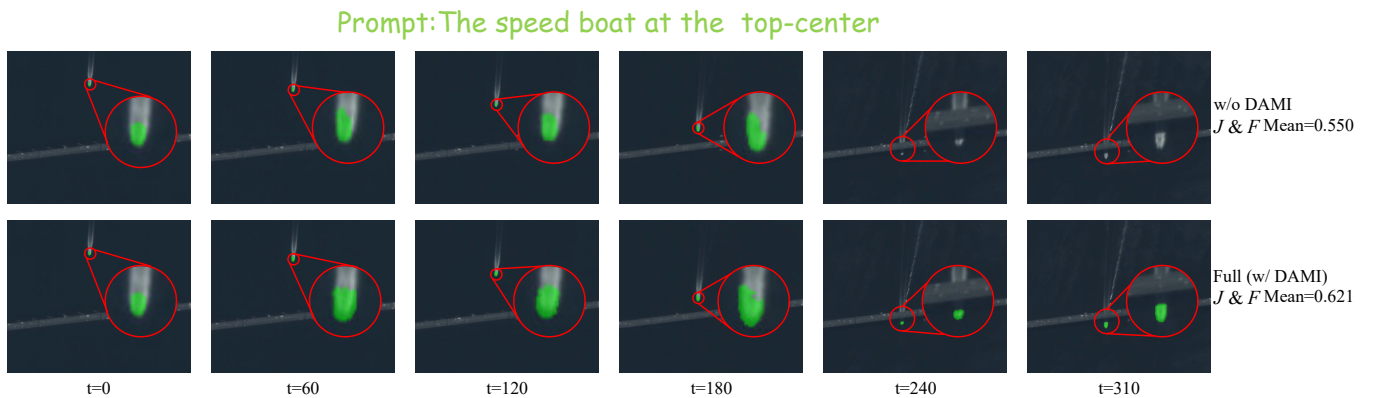 Prompt:The speed boat at the top-center
w/o DAMI
J & F Mean=0.550
Full (w/ DAMI)
J & F Mean=0.621
t=0 t=60 t=120 t=180 t=240 t=310